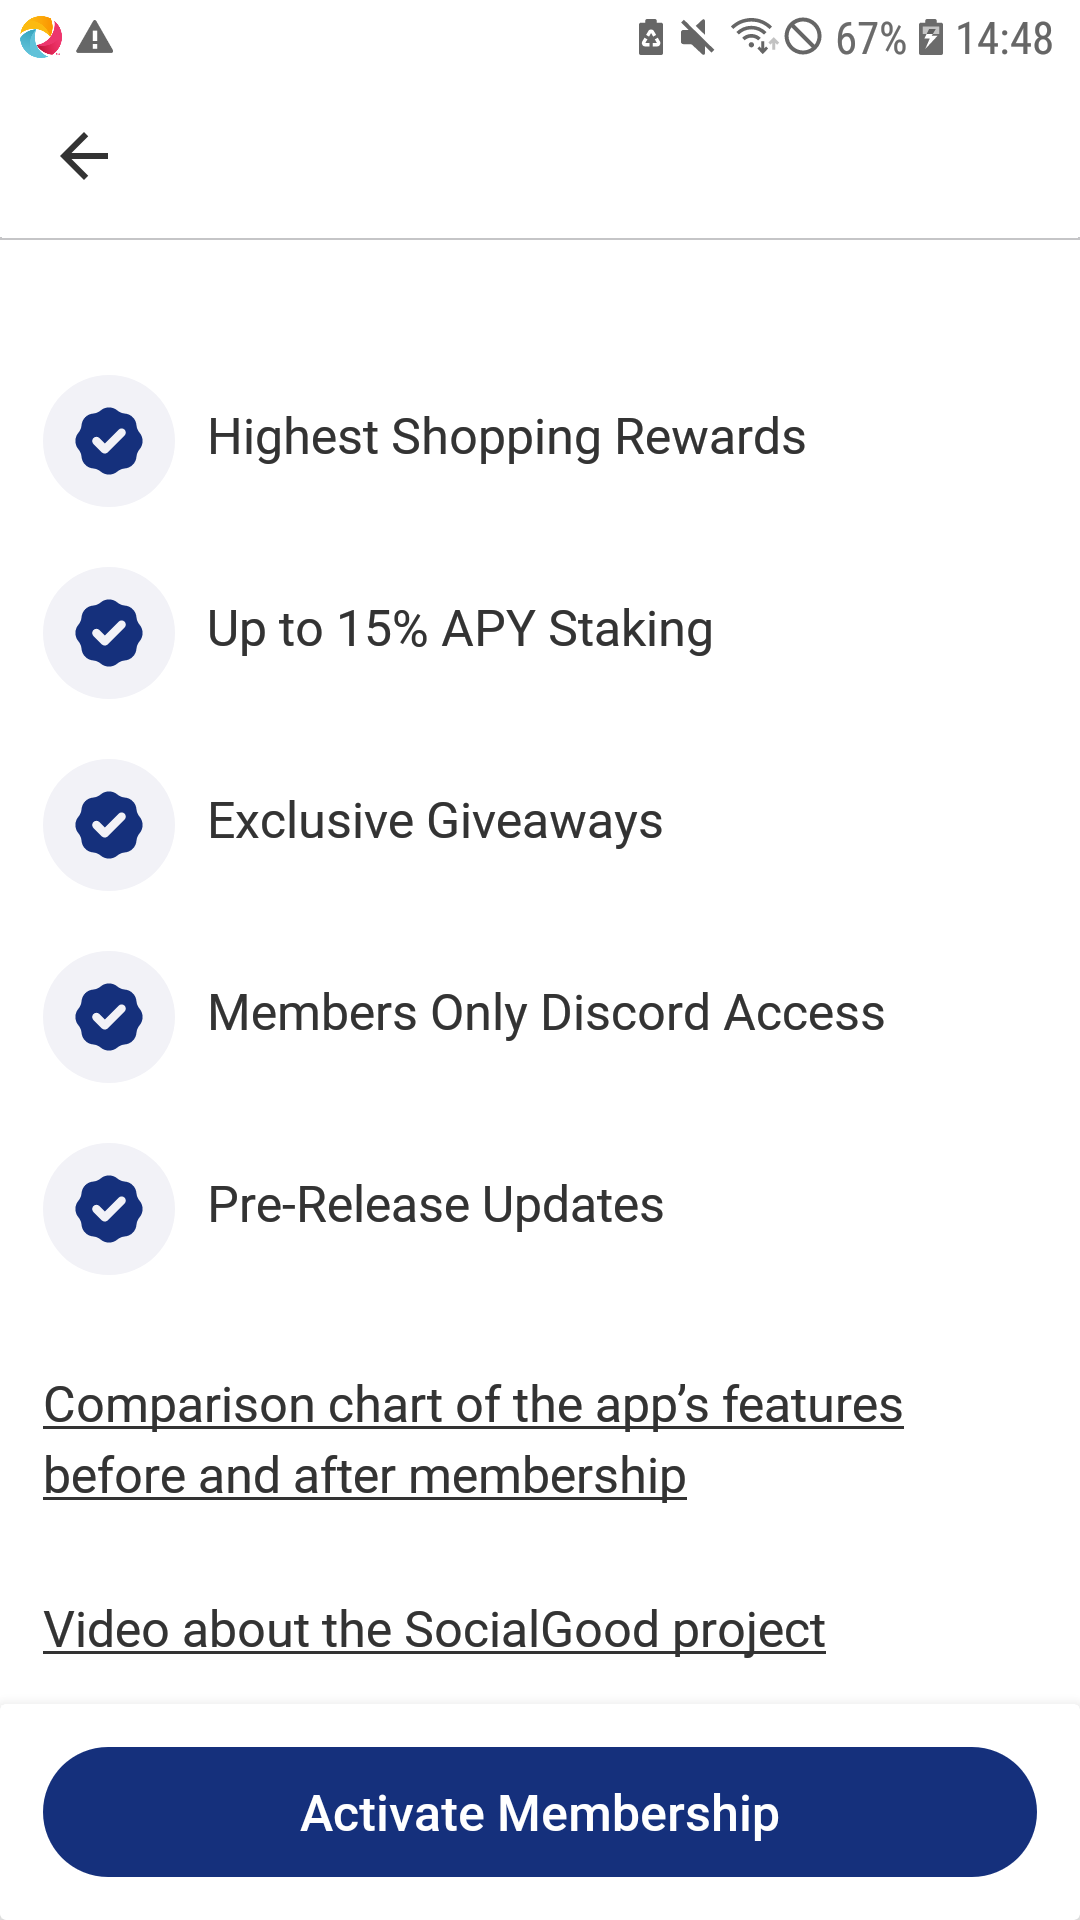 67% 14:48
Highest Shopping Rewards
Up to 15% APY Staking
Exclusive Giveaways
Members Only Discord Access
Pre-Release Updates
Comparison chart of the app’s features
before and after membership
Video about the SocialGood project
Activate Membership